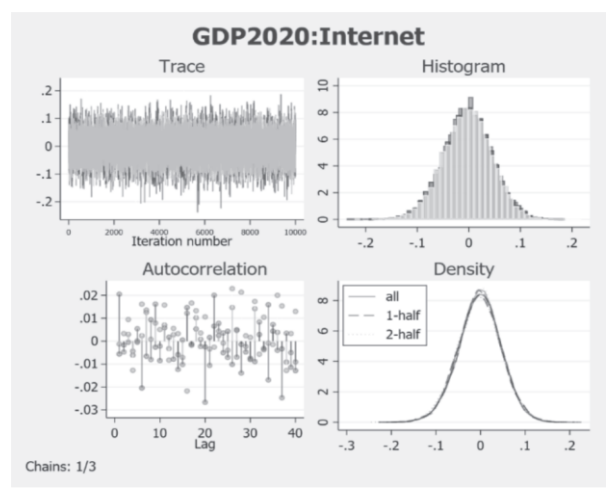 GDP2020:Internet
Trace
Histogram
.2
.1
0
-.1
-.2
0 2000 4000 6000 8000 10000
Iteration number
10
8
6
4
2
0
-.2 -.1 0 .1 .2
Autocorrelation
Density
.02
.01
0
-.01
-.02
-.03
0 10 20 30 40
Lag
all
1-half
2-half
8
6
4
2
0
-.3 -.2 -.1 0 .1 .2
Chains: 1/3